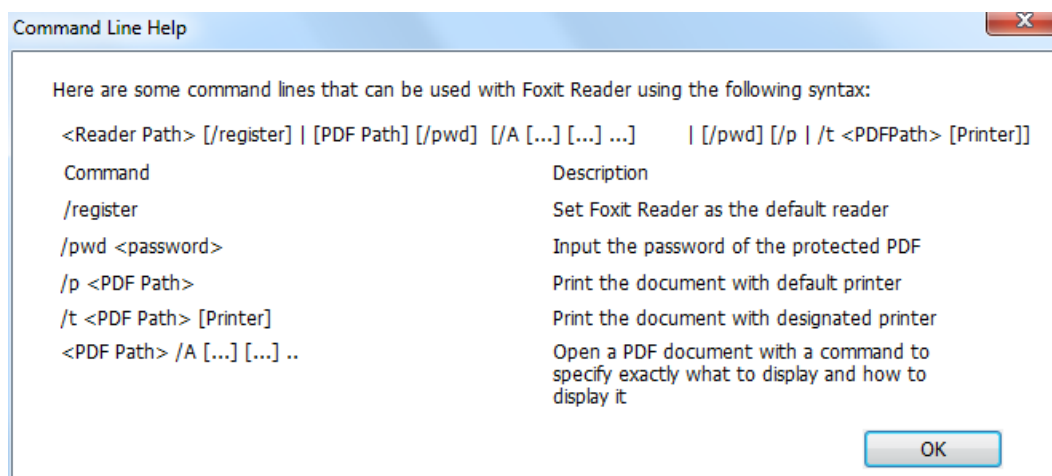 Command Line Help
X
Here are some command lines that can be used with Foxit Reader using the following syntax:
<Reader Path> [/register] | [PDF Path] [/pwd] [/A [...] [...] ...] | [/pwd] [/p | /t <PDFPath> [Printer]]
Command Description
/register Set Foxit Reader as the default reader
/pwd <password> Input the password of the protected PDF
/p <PDF Path> Print the document with default printer
/t <PDF Path> [Printer] Print the document with designated printer
<PDF Path> /A [...] [...] .. Open a PDF document with a command to
specify exactly what to display and how to
display it
OK